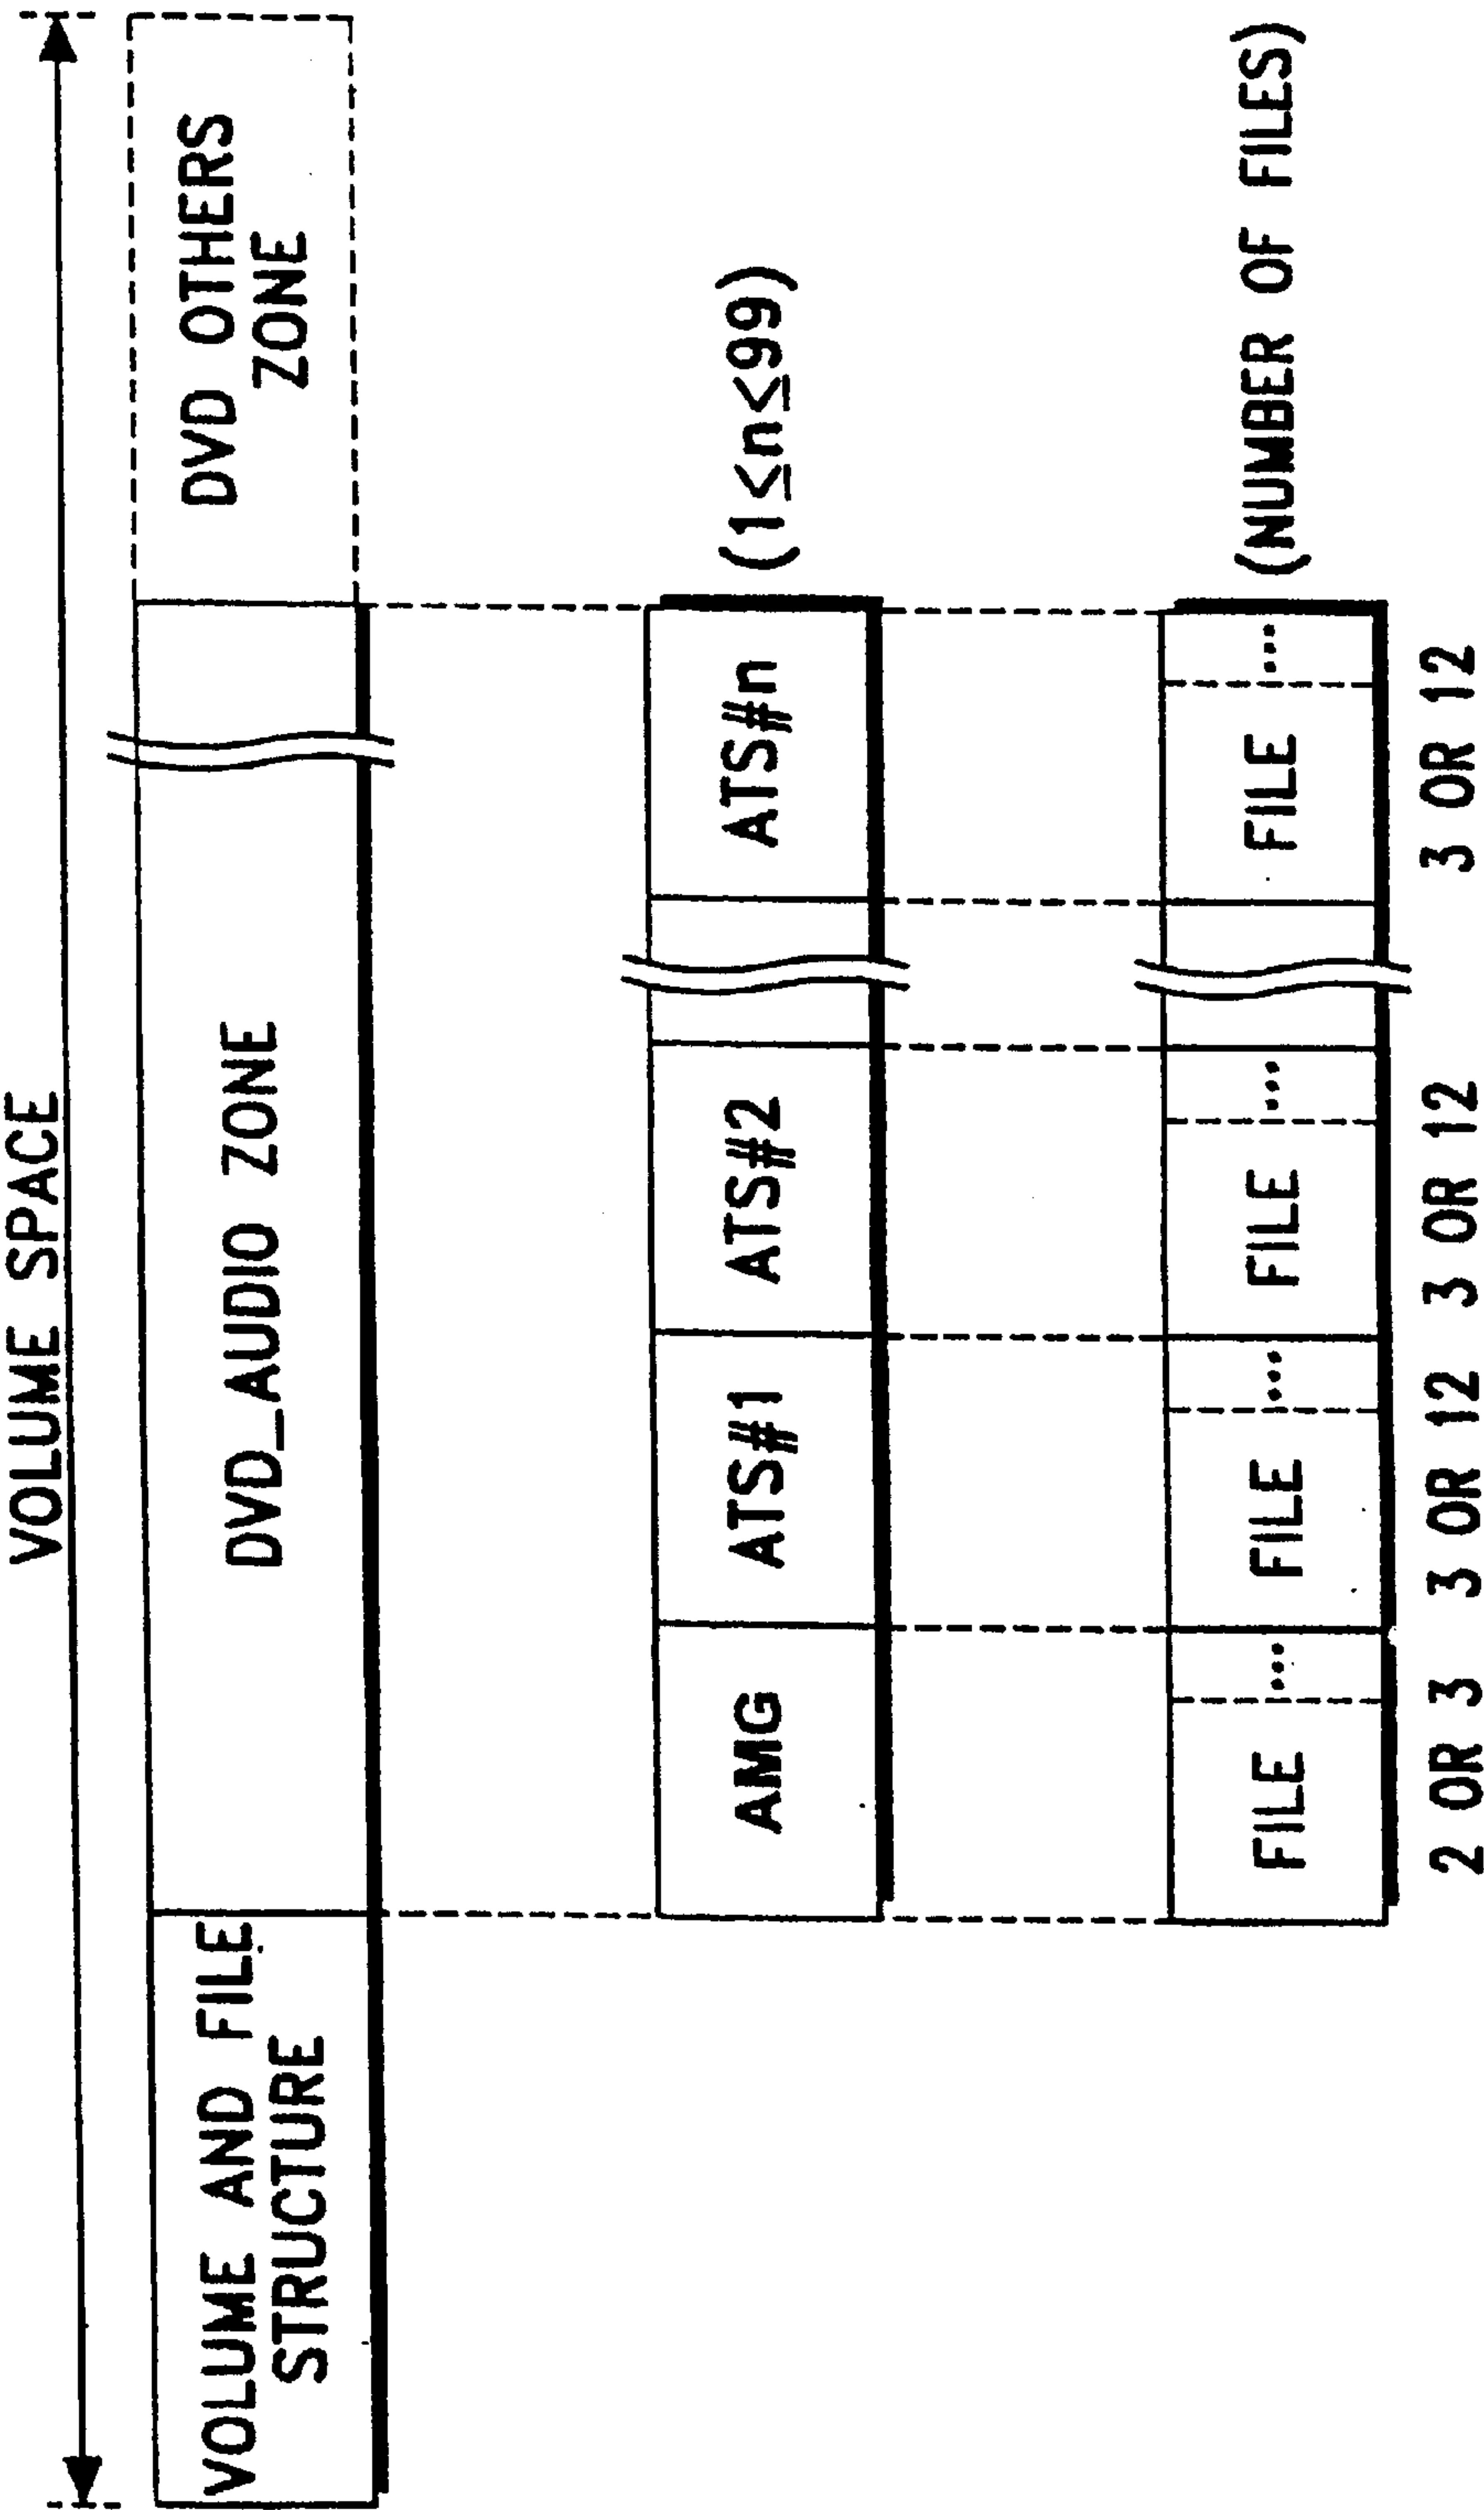 VOLUME SPACE
VOLUME AND FILE
STRUCTURE
DVD_AUDIO ZONE
DVD OTHERS
ZONE
AMG
ATS#1
ATS#2
ATS#n
(1≤n≤99)
FILE ...
FILE ...
FILE ...
FILE ...
(NUMBER OF FILES)
2 OR 3
3 OR 12
3 OR 12
3 OR 12